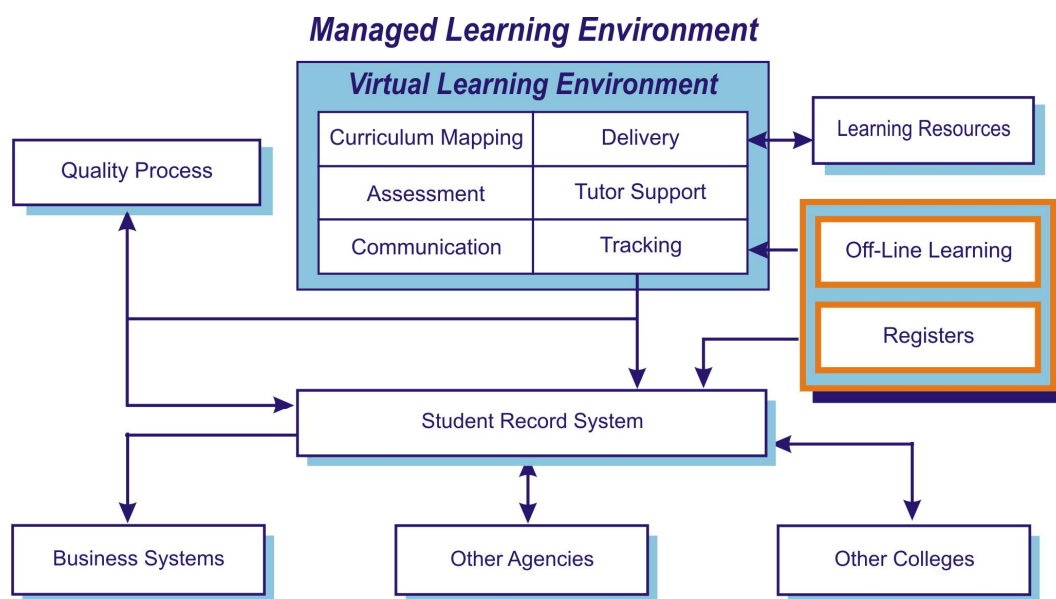 Managed Learning Environment
Virtual Learning Environment
Curriculum Mapping
Delivery
Assessment
Tutor Support
Communication
Tracking
Learning Resources
Quality Process
Off-Line Learning
Registers
Student Record System
Business Systems
Other Agencies
Other Colleges